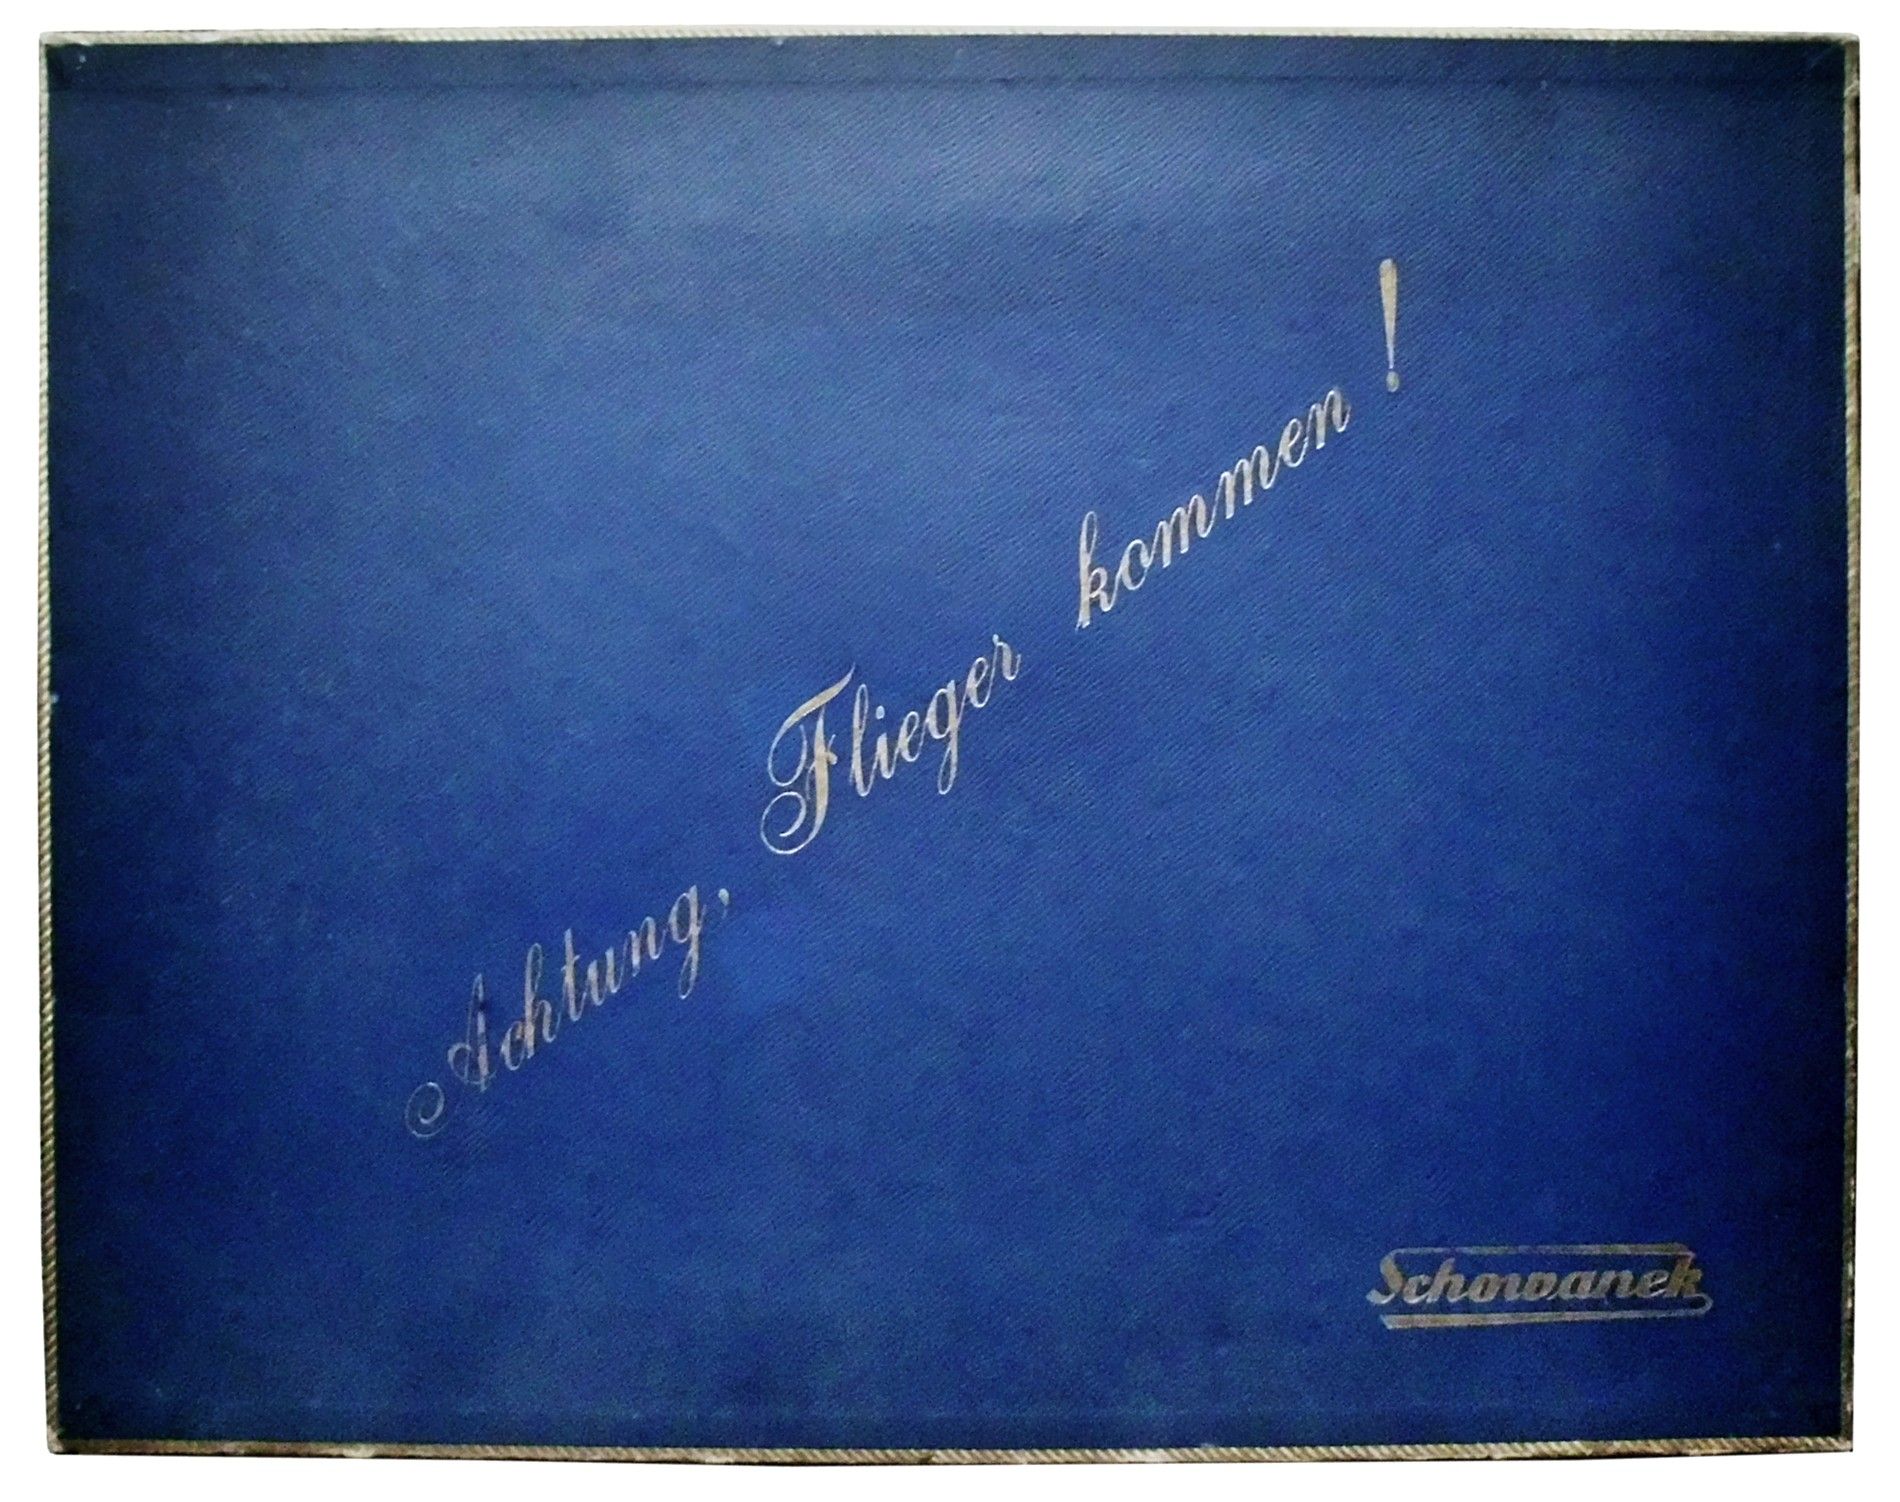 Achtung, Flieger kommen!
Schowanek